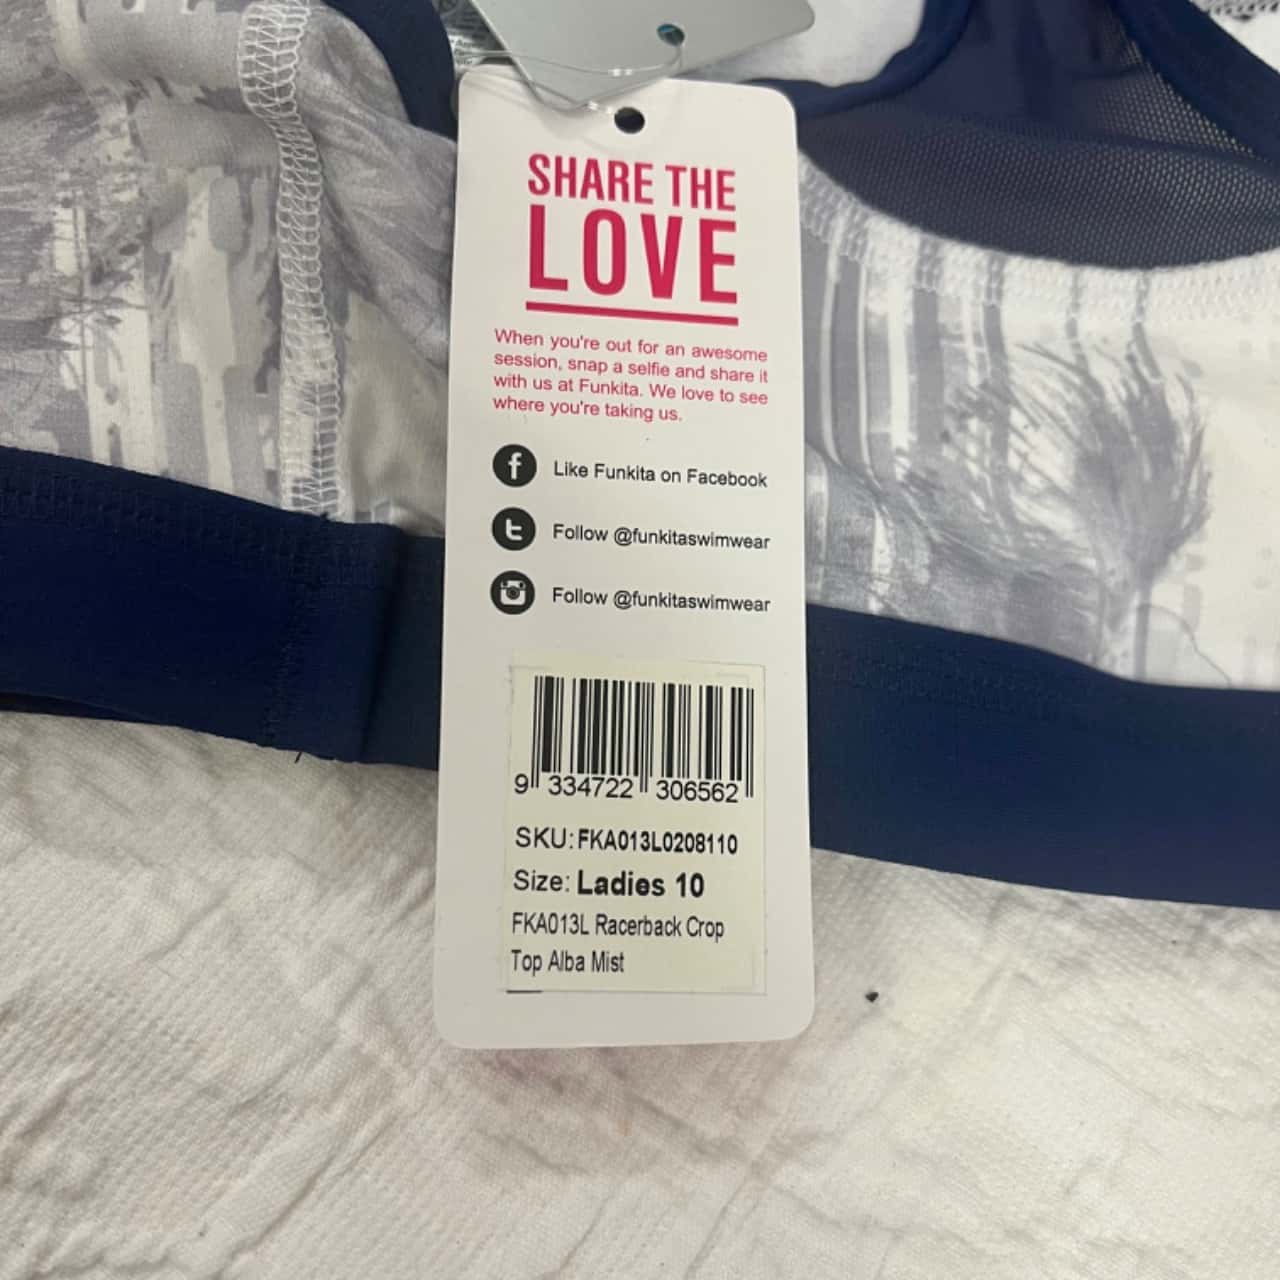 SHARE THE
LOVE
When you're out for an awesome
session, snap a selfie and share it
with us at Funkita. We love to see
where you're taking us.
Like Funkita on Facebook
Follow @funkitaswimwear
Follow @funkitaswimwear
9 334722 306562
SKU: FKA013L0208110
Size: Ladies 10
FKA013L Racerback Crop
Top Alba Mist